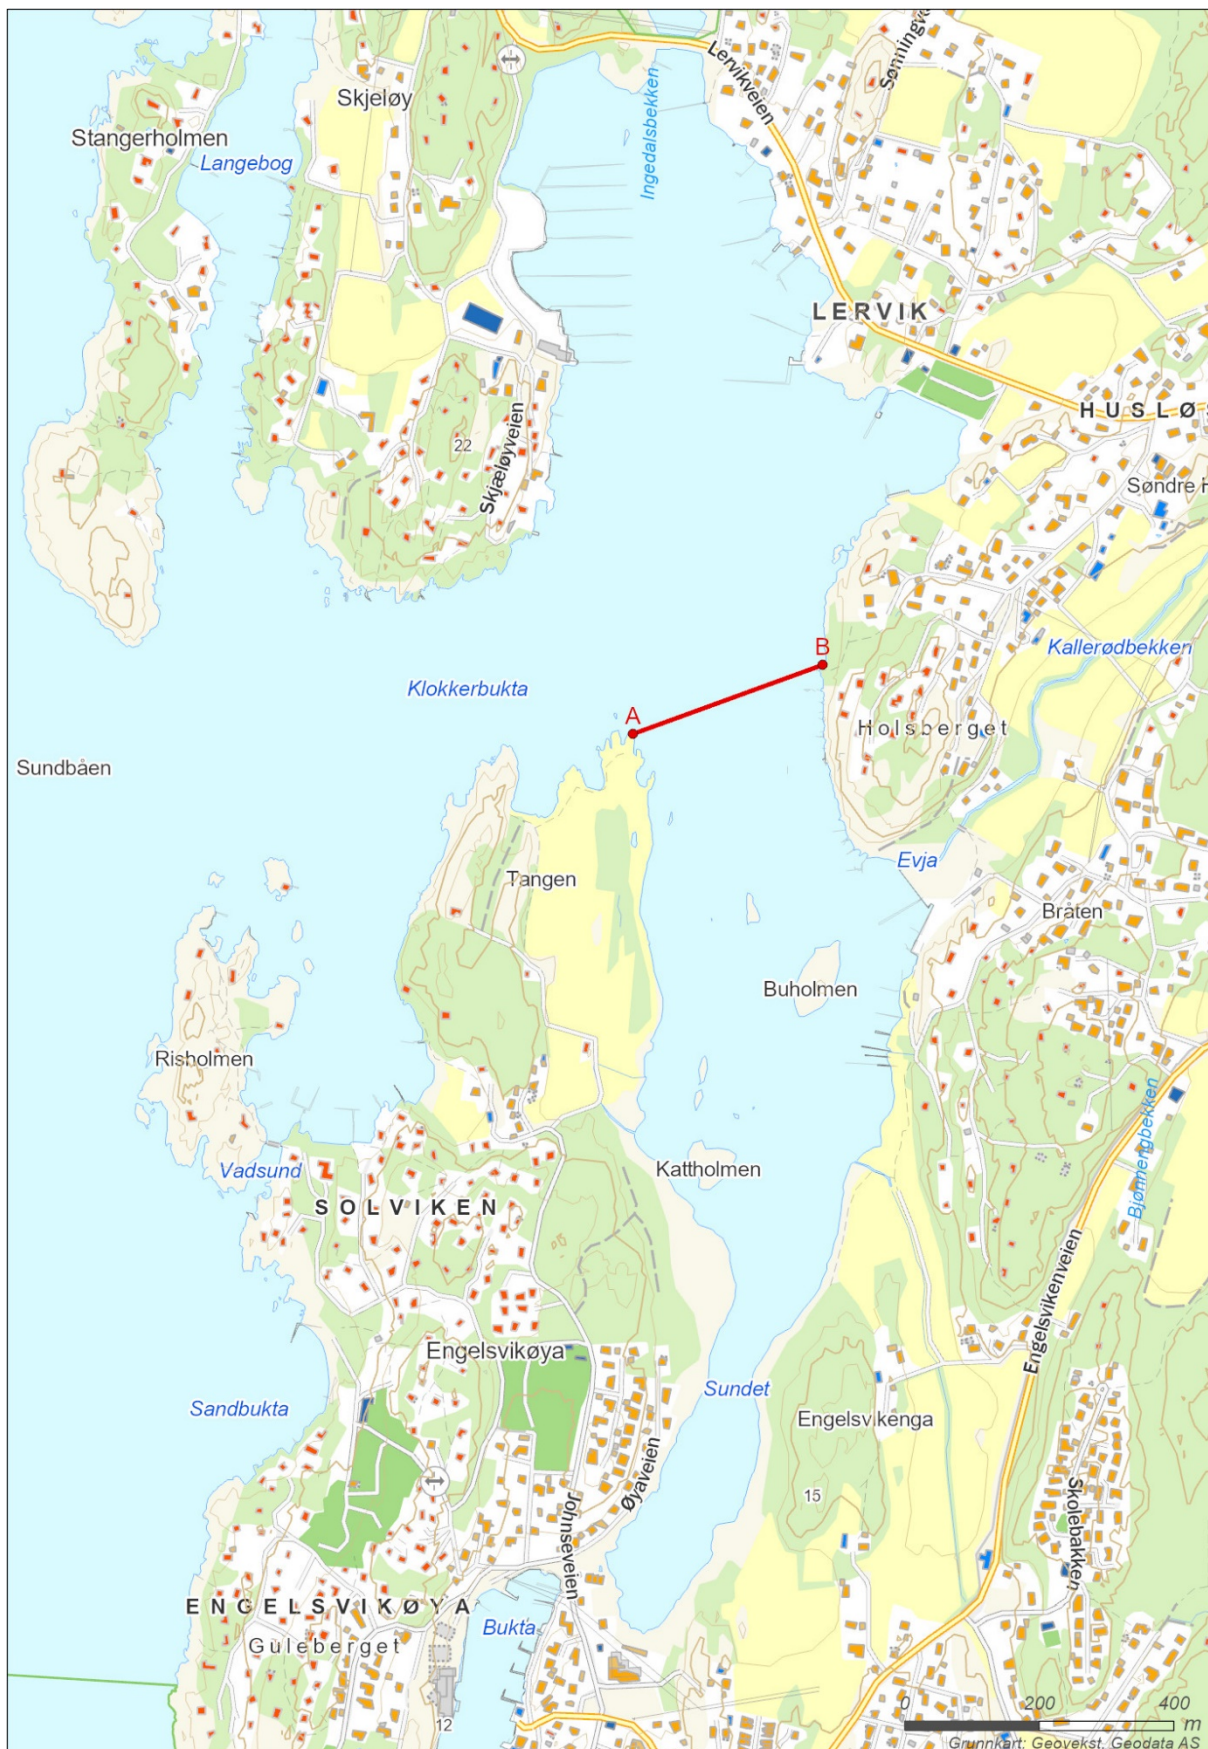 Sønningv
Ingedalsbekken
Lervikveien
Skjeløy
Stangerholmen
Langebog
LERVIK
HUSLØS
22
Skjæløyveien
Søndre H
Kallerødbekken
B
Klokkerbukta
A
Holsberget
Sundbåen
Evja
Tangen
Bråten
Buholmen
Risholmen
Bjønnengbekken
Vadsund
Kattholmen
SOLVIKEN
Engelsvikenveien
Engelsvikøya
Sundet
Sandbukta
Engelsvikenga
Øyaveien
15
Skolebakken
Johnseveien
ENGELSVIKØYA
Guleberget
Bukta
12
0 200 400
m
Grunnkart: Geovekst, Geodata AS